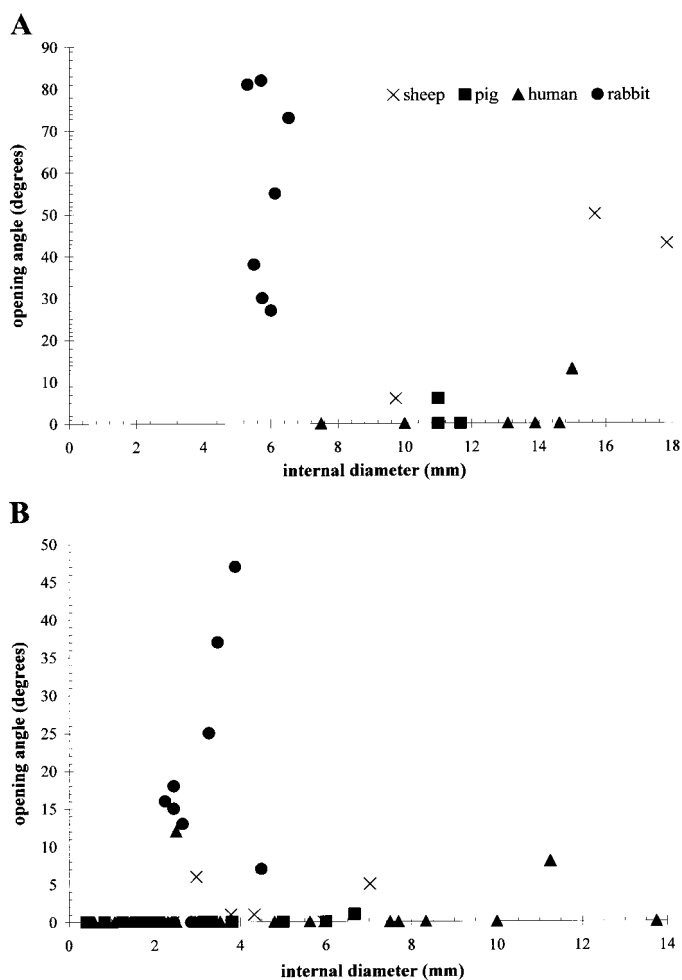 A
90
80
70
60
50
40
30
20
10
0
opening angle (degrees)
sheep pig human rabbit
0 2 4 6 8 10 12 14 16 18
internal diameter (mm)
B
50
45
40
35
30
25
20
15
10
5
0
opening angle (degrees)
0 2 4 6 8 10 12 14
internal diameter (mm)